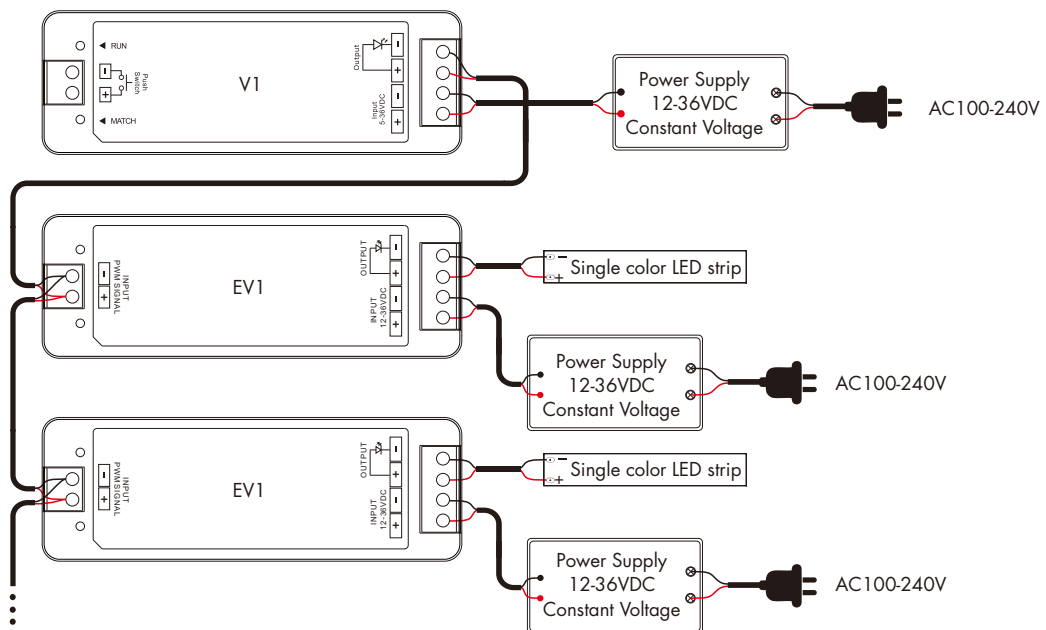 RUN
MATCH
Push
Switch
-
+
V1
Output
-
+
Input
5-36VDC
-
+
Power Supply
12-36VDC
Constant Voltage
AC100-240V
INPUT
PWM SIGNAL
-
+
EV1
OUTPUT
-
+
INPUT
12-36VDC
-
+
− Single color LED strip
+
Power Supply
12-36VDC
Constant Voltage
AC100-240V
INPUT
PWM SIGNAL
-
+
EV1
OUTPUT
-
+
INPUT
12-36VDC
-
+
− Single color LED strip
+
Power Supply
12-36VDC
Constant Voltage
AC100-240V